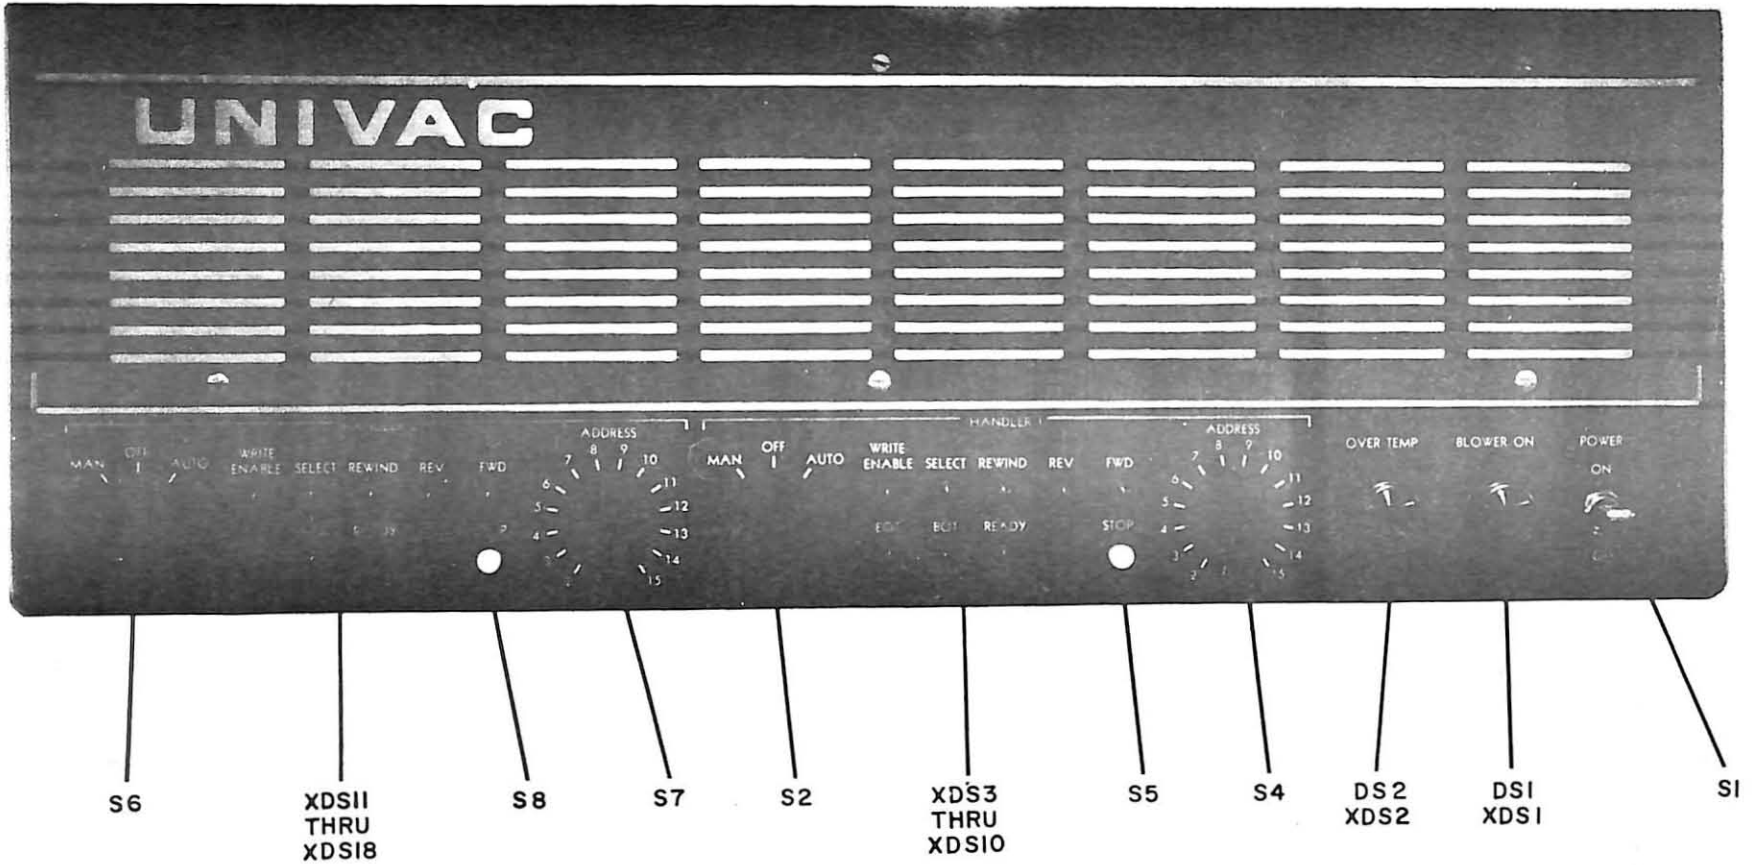 UNIVAC
ADDRESS
MAN OFF AUTO
WRITE ENABLE
SELECT REWIND REV FWD
3 4 5 6 7 8 9 10 11 12 13 14 15
HANDLER 1
MAN OFF AUTO
WRITE ENABLE
SELECT REWIND REV FWD
EOT BOT READY STOP
ADDRESS
2 3 4 5 6 7 8 9 10 11 12 13 14 15
OVER TEMP
BLOWER ON
POWER
ON
S6
XDS11
THRU
XDS18
S8
S7
S2
XDS3
THRU
XDS10
S5
S4
DS2
XDS2
DS1
XDS1
S1